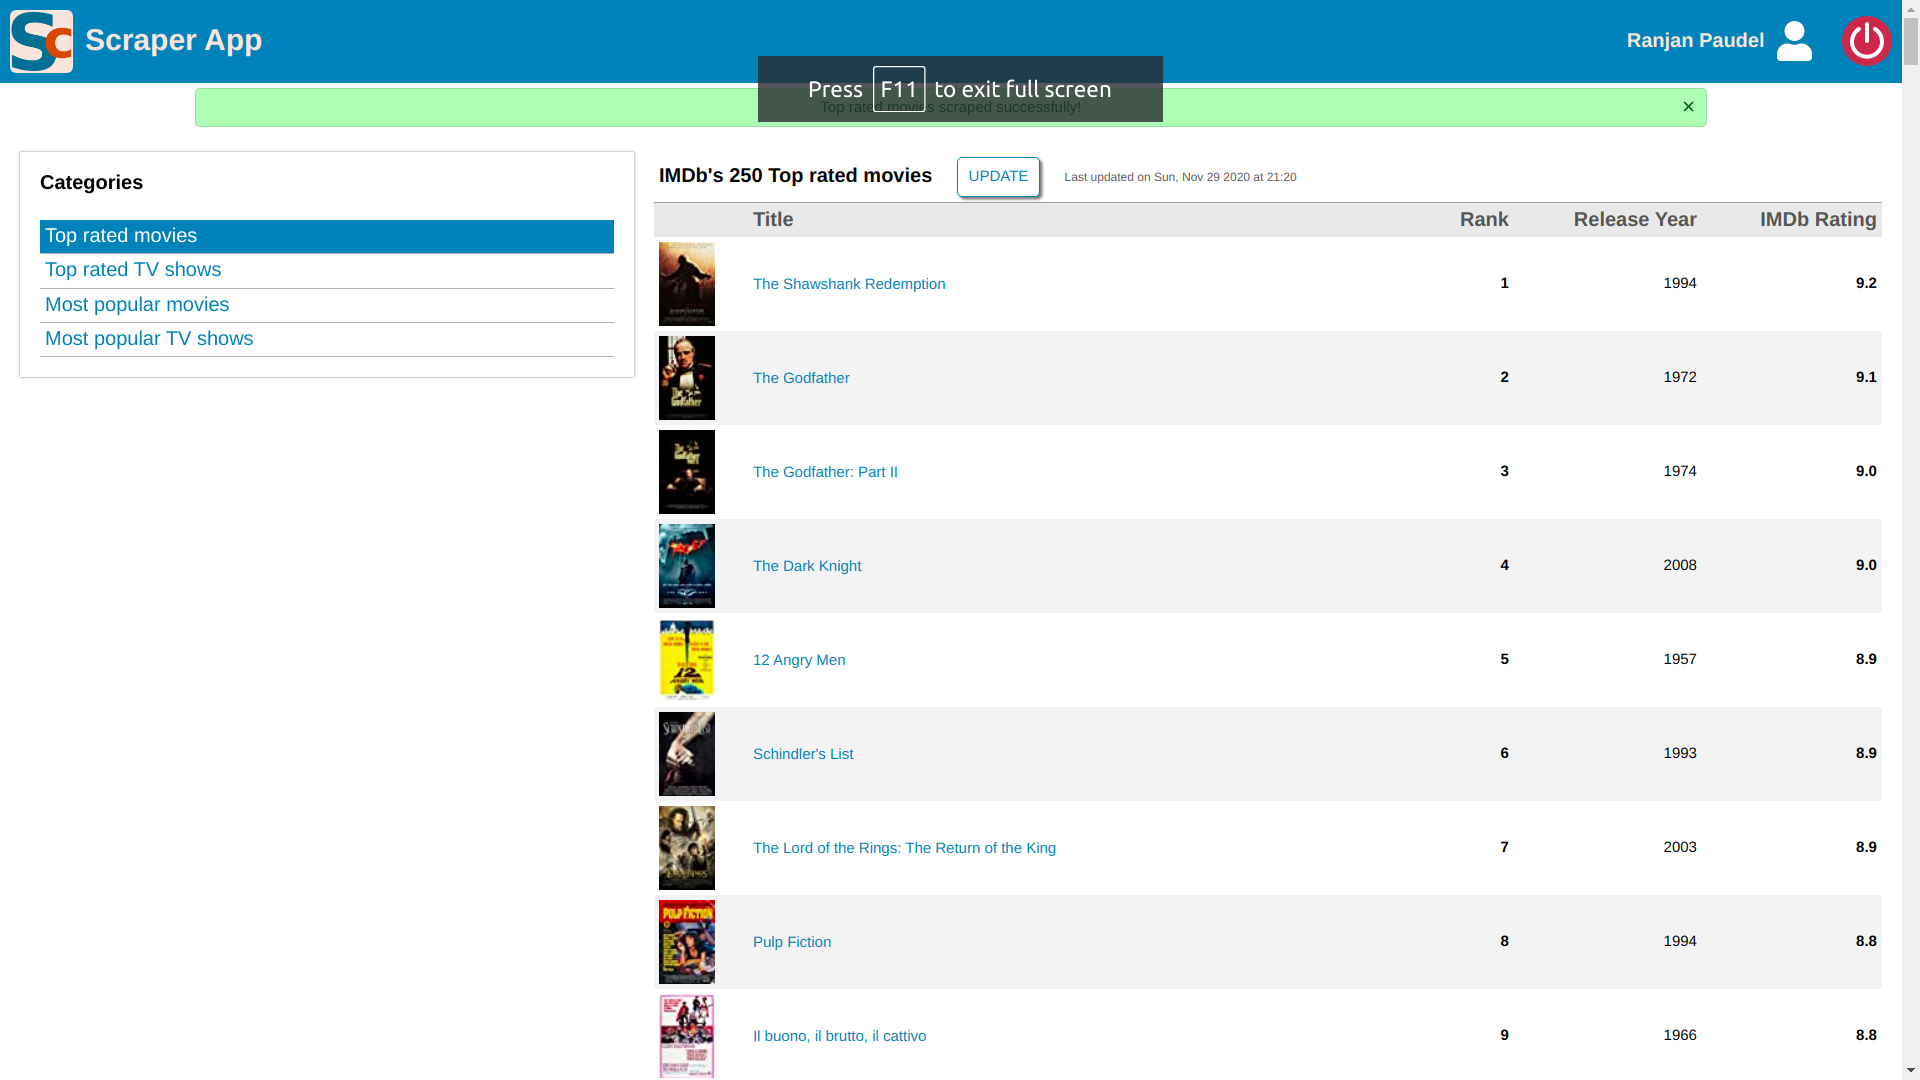 Sc Scraper App
Ranjan Paudel
Press F11 to exit full screen
Top rated movies scraped successfully!
×
Categories
Top rated movies
Top rated TV shows
Most popular movies
Most popular TV shows
IMDb's 250 Top rated movies UPDATE Last updated on Sun, Nov 29 2020 at 21:20
Title Rank Release Year IMDb Rating
The Shawshank Redemption 1 1994 9.2
The Godfather 2 1972 9.1
The Godfather: Part II 3 1974 9.0
The Dark Knight 4 2008 9.0
12 Angry Men 5 1957 8.9
Schindler's List 6 1993 8.9
The Lord of the Rings: The Return of the King 7 2003 8.9
PULP FICTION
Pulp Fiction 8 1994 8.8
Il buono, il brutto, il cattivo 9 1966 8.8